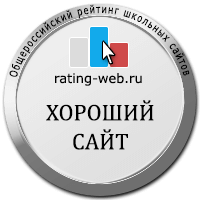 Общероссийский рейтинг школьных сайтов
rating-web.ru
ХОРОШИЙ
САЙТ